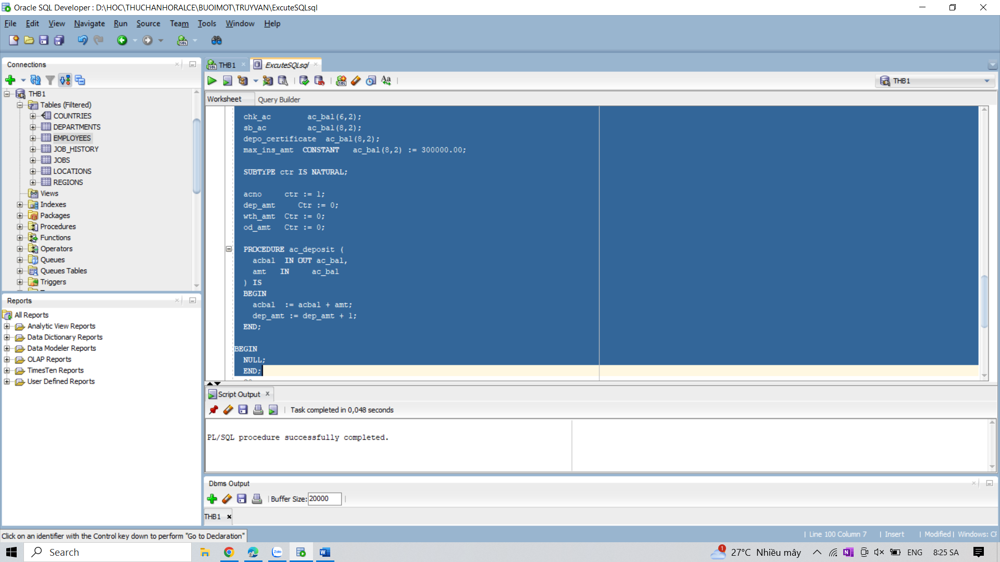 Oracle SQL Developer : D:\HOC\THUCHANHORALCE\BUOIMOT\TRUYVAN\ExcuteSQLsql
File Edit View Navigate Run Source Team Tools Window Help
Connections
THB1
Tables (Filtered)
COUNTRIES
DEPARTMENTS
EMPLOYEES
JOB_HISTORY
JOBS
LOCATIONS
REGIONS
Views
Indexes
Packages
Procedures
Functions
Operators
Queues
Queues Tables
Triggers
Reports
All Reports
Analytic View Reports
Data Dictionary Reports
Data Modeler Reports
OLAP Reports
TimesTen Reports
User Defined Reports
THB1 ExcuteSQLsql
THB1
Worksheet Query Builder
chk_ac ac_bal(6,2);
sb_ac ac_bal(8,2);
depo_certificate ac_bal(8,2);
max_ins_amt CONSTANT ac_bal(8,2) := 300000.00;
SUBTYPE ctr IS NATURAL;
acno ctr := 1;
dep_amt Ctr := 0;
wth_amt Ctr := 0;
od_amt Ctr := 0;
PROCEDURE ac_deposit (
acbal IN OUT ac_bal,
amt IN ac_bal
) IS
BEGIN
acbal := acbal + amt;
dep_amt := dep_amt + 1;
END;
BEGIN
NULL;
END;
Script Output
Task completed in 0,048 seconds
PL/SQL procedure successfully completed.
Dbms Output
Buffer Size: 20000
THB1
Click on an identifier with the Control key down to perform "Go to Declaration"
Line 100 Column 7 Insert Modified Windows: CF
Search
Zalo
1
27°C Nhiều mây
ENG
8:25 SA